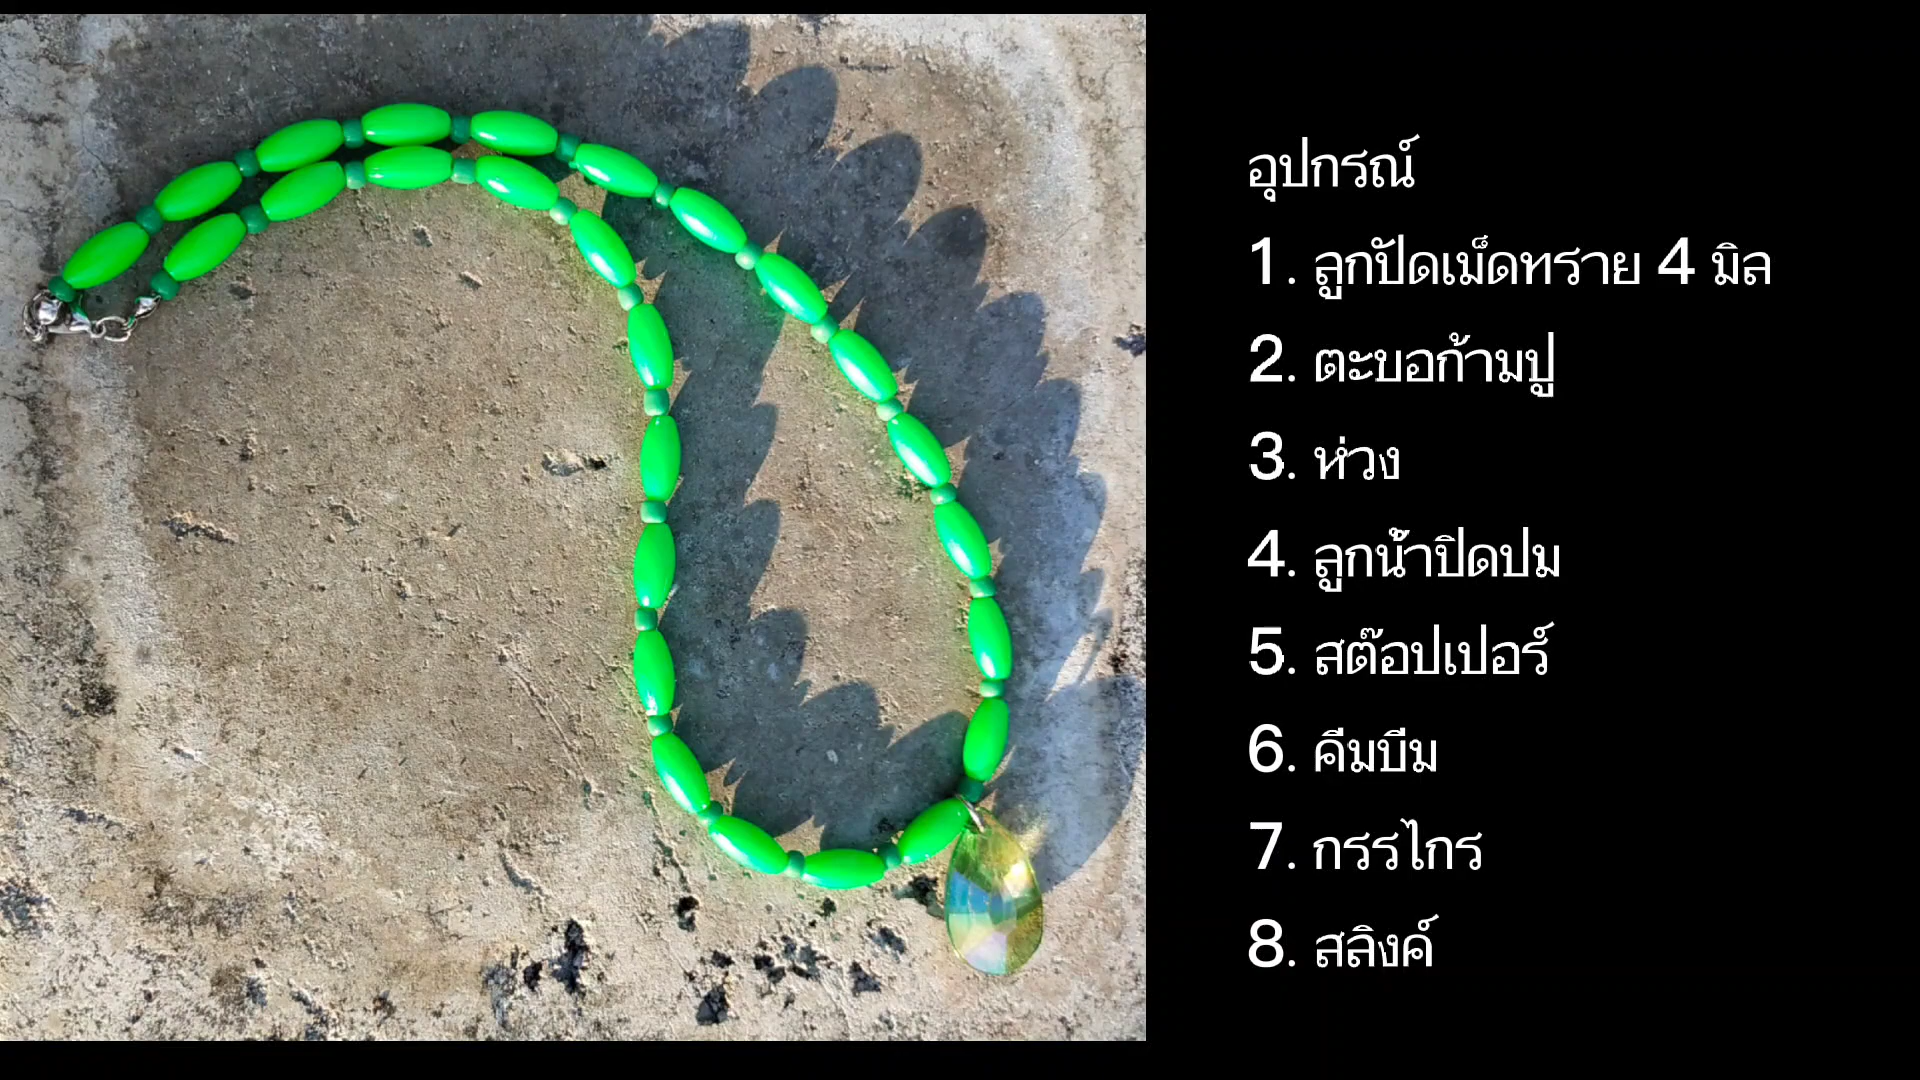 อุปกรณ์
1. ลูกปัดเม็ดทราย 4 มิล
2. ตะบอก้ามปู
3. ห่วง
4. ลูกน้ำปิดปม
5. สต๊อปเปอร์
6. คีมบีม
7. กรรไกร
8. สลิงค์